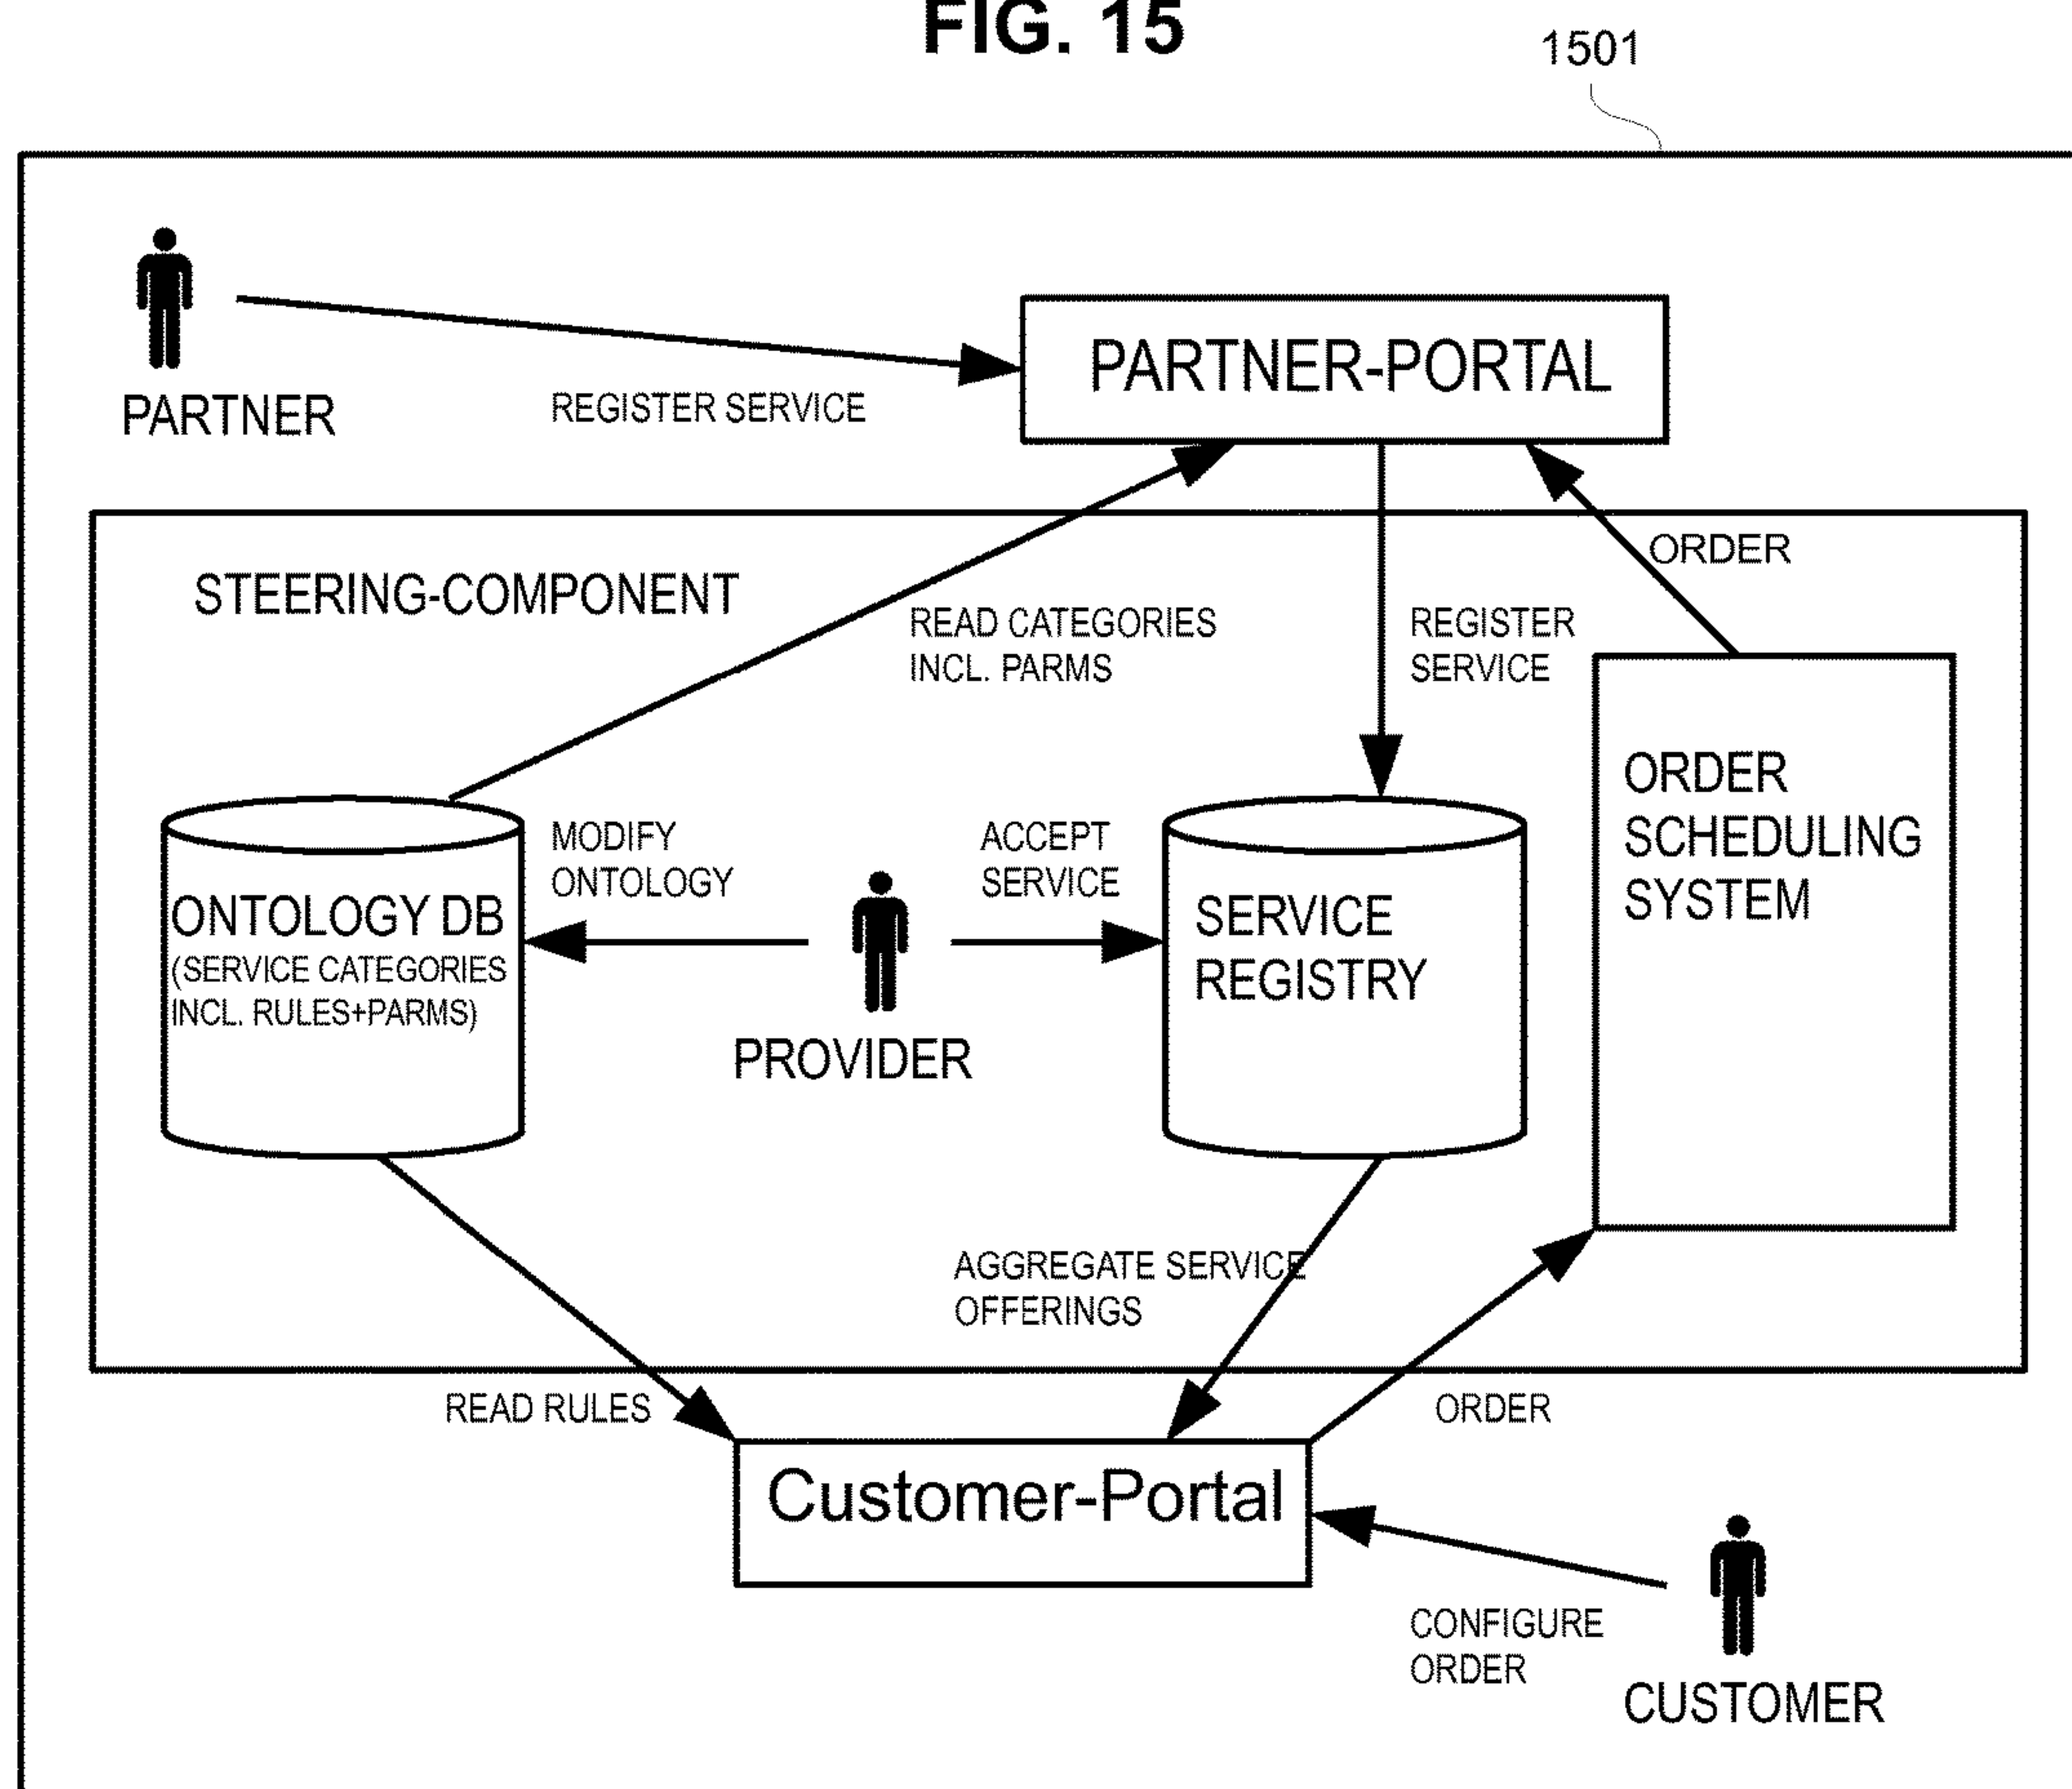 FIG. 15
1501
PARTNER
REGISTER SERVICE
PARTNER-PORTAL
STEERING-COMPONENT
READ CATEGORIES
INCL. PARMS
REGISTER
SERVICE
ORDER
ORDER
SCHEDULING
SYSTEM
MODIFY
ONTOLOGY
ACCEPT
SERVICE
ONTOLOGY DB
(SERVICE CATEGORIES
INCL. RULES+PARMS)
PROVIDER
SERVICE
REGISTRY
AGGREGATE SERVICE
OFFERINGS
READ RULES
ORDER
Customer-Portal
CONFIGURE
ORDER
CUSTOMER